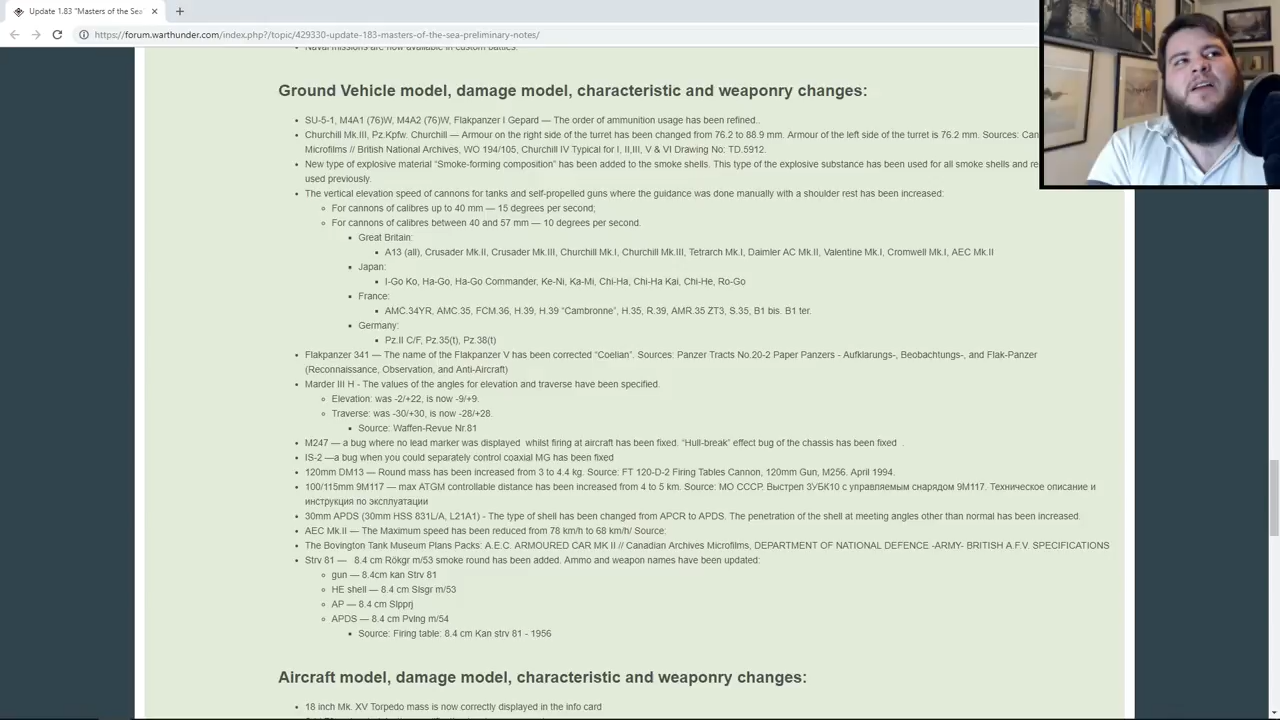 Update 1.83 "Masters of the Sea
https://forum.warthunder.com/index.php?/topic/429330-update-183-masters-of-the-sea-preliminary-notes/
Naval missions are now available in custom battles.
Ground Vehicle model, damage model, characteristic and weaponry changes:
SU-5-1, M4A1 (76)W, M4A2 (76)W, Flakpanzer I Gepard — The order of ammunition usage has been refined..
Churchill Mk.III, Pz.Kpfw. Churchill — Armour on the right side of the turret has been changed from 76.2 to 88.9 mm. Armour of the left side of the turret is 76.2 mm. Sources: Can
Microfilms // British National Archives, WO 194/105, Churchill IV Typical for I, II,III, V & VI Drawing No: TD.5912.
New type of explosive material “Smoke-forming composition” has been added to the smoke shells. This type of the explosive substance has been used for all smoke shells and re
used previously.
The vertical elevation speed of cannons for tanks and self-propelled guns where the guidance was done manually with a shoulder rest has been increased:
For cannons of calibres up to 40 mm — 15 degrees per second;
For cannons of calibres between 40 and 57 mm — 10 degrees per second.
Great Britain:
A13 (all), Crusader Mk.II, Crusader Mk.III, Churchill Mk.I, Churchill Mk.III, Tetrarch Mk.I, Daimler AC Mk.II, Valentine Mk.I, Cromwell Mk.I, AEC Mk.II
Japan:
I-Go Ko, Ha-Go, Ha-Go Commander, Ke-Ni, Ka-Mi, Chi-Ha, Chi-Ha Kai, Chi-He, Ro-Go
France:
AMC.34YR, AMC.35, FCM.36, H.39, H.39 “Cambronne”, H.35, R.39, AMR.35 ZT3, S.35, B1 bis. B1 ter.
Germany:
Pz.II C/F, Pz.35(t), Pz.38(t)
Flakpanzer 341 — The name of the Flakpanzer V has been corrected “Coelian”. Sources: Panzer Tracts No.20-2 Paper Panzers - Aufklarungs-, Beobachtungs-, and Flak-Panzer
(Reconnaissance, Observation, and Anti-Aircraft)
Marder III H - The values of the angles for elevation and traverse have been specified.
Elevation: was -2/+22, is now -9/+9.
Traverse: was -30/+30, is now -28/+28.
Source: Waffen-Revue Nr.81
M247 — a bug where no lead marker was displayed  whilst firing at aircraft has been fixed. “Hull-break” effect bug of the chassis has been fixed  .
IS-2 —a bug when you could separately control coaxial MG has been fixed
120mm DM13 — Round mass has been increased from 3 to 4.4 kg. Source: FT 120-D-2 Firing Tables Cannon, 120mm Gun, M256. April 1994.
100/115mm 9M117 — max ATGM controllable distance has been increased from 4 to 5 km. Source: МО СССР. Выстрел ЗУБК10 с управляемым снарядом 9М117. Техническое описание и
инструкция по эксплуатации
30mm APDS (30mm HSS 831L/A, L21A1) - The type of shell has been changed from APCR to APDS. The penetration of the shell at meeting angles other than normal has been increased.
AEC Mk.II — The Maximum speed has been reduced from 78 km/h to 68 km/h/ Source:
The Bovington Tank Museum Plans Packs: A.E.C. ARMOURED CAR MK II // Canadian Archives Microfilms, DEPARTMENT OF NATIONAL DEFENCE -ARMY- BRITISH A.F.V. SPECIFICATIONS
Strv 81 —   8.4 cm Rökgr m/53 smoke round has been added. Ammo and weapon names have been updated:
gun — 8.4cm kan Strv 81
HE shell — 8.4 cm Slsgr m/53
AP — 8.4 cm Slpprj
APDS — 8.4 cm Pvlng m/54
Source: Firing table: 8.4 cm Kan strv 81 - 1956
Aircraft model, damage model, characteristic and weaponry changes:
18 inch Mk. XV Torpedo mass is now correctly displayed in the info card